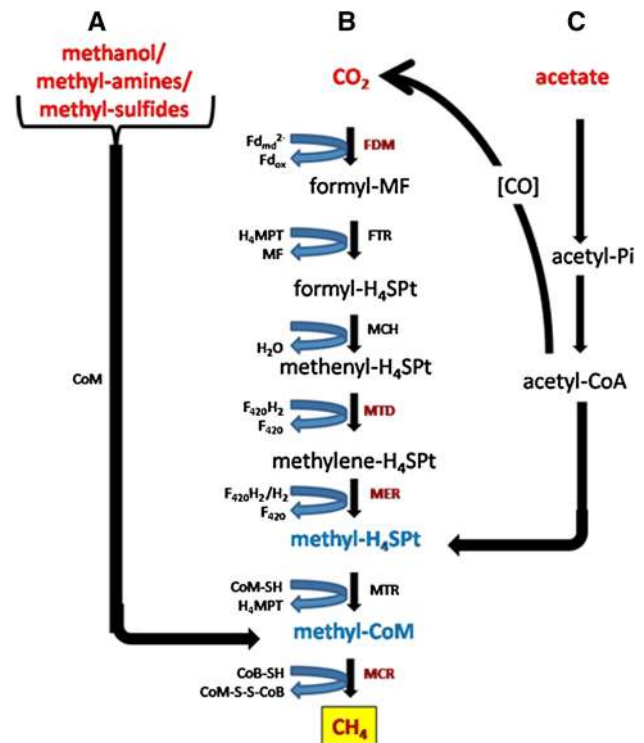 A
B
C
methanol/
methyl-amines/
methyl-sulfides
CO₂
acetate
Fdmd²⁻
Fdox
FDM
formyl-MF
[CO]
H₄MPT
MF
FTR
acetyl-Pi
formyl-H₄SPt
H₂O
MCH
methenyl-H₄SPt
CoM
acetyl-CoA
F₄₂₀H₂
F₄₂₀
MTD
methylene-H₄SPt
F₄₂₀H₂/H₂
F₄₂₀
MER
methyl-H₄SPt
CoM-SH
H₄MPT
MTR
methyl-CoM
CoB-SH
CoM-S-S-CoB
MCR
CH₄